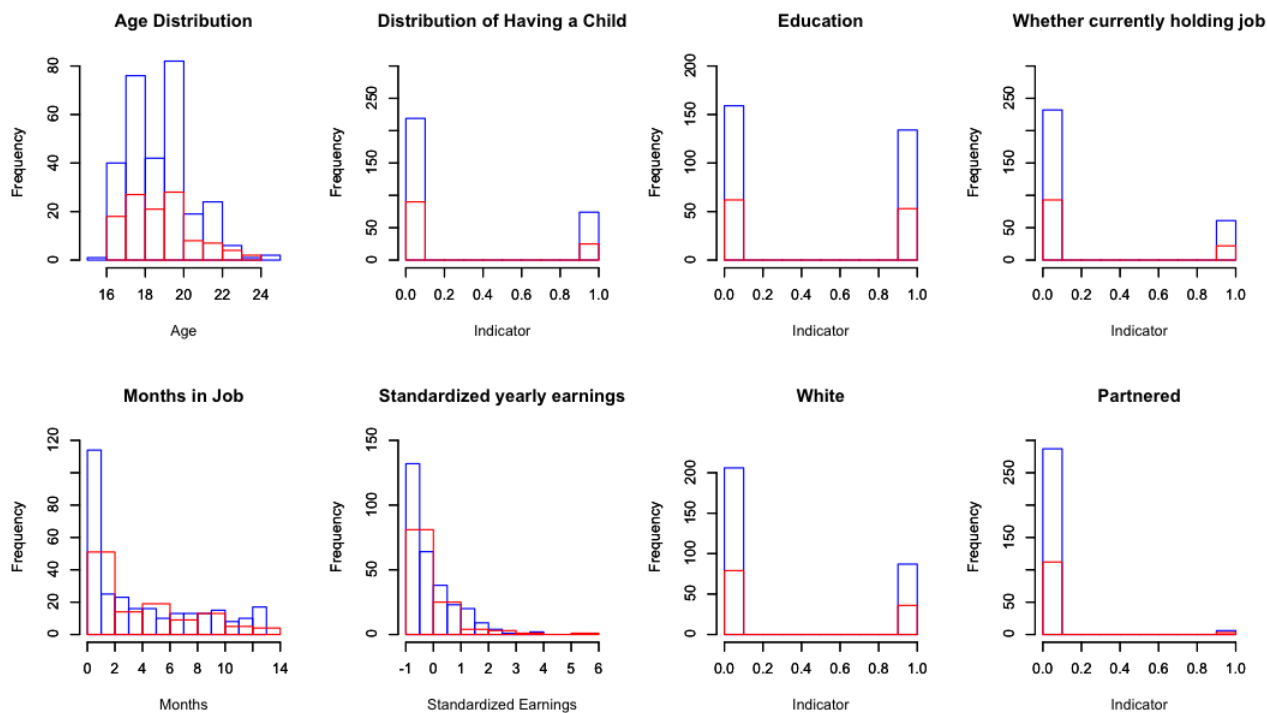 Age Distribution
Distribution of Having a Child
Education
Whether currently holding job
Frequency
0 20 40 60 80
16 18 20 22 24
Age
Frequency
0 50 150 250
0.0 0.2 0.4 0.6 0.8 1.0
Indicator
Frequency
0 50 100 150 200
0.0 0.2 0.4 0.6 0.8 1.0
Indicator
Frequency
0 50 150 250
0.0 0.2 0.4 0.6 0.8 1.0
Indicator
Months in Job
Standardized yearly earnings
White
Partnered
Frequency
0 20 40 60 80 120
0 2 4 6 8 10 14
Months
Frequency
0 50 100 150
-1 0 1 2 3 4 5 6
Standardized Earnings
Frequency
0 50 100 150 200
0.0 0.2 0.4 0.6 0.8 1.0
Indicator
Frequency
0 50 150 250
0.0 0.2 0.4 0.6 0.8 1.0
Indicator